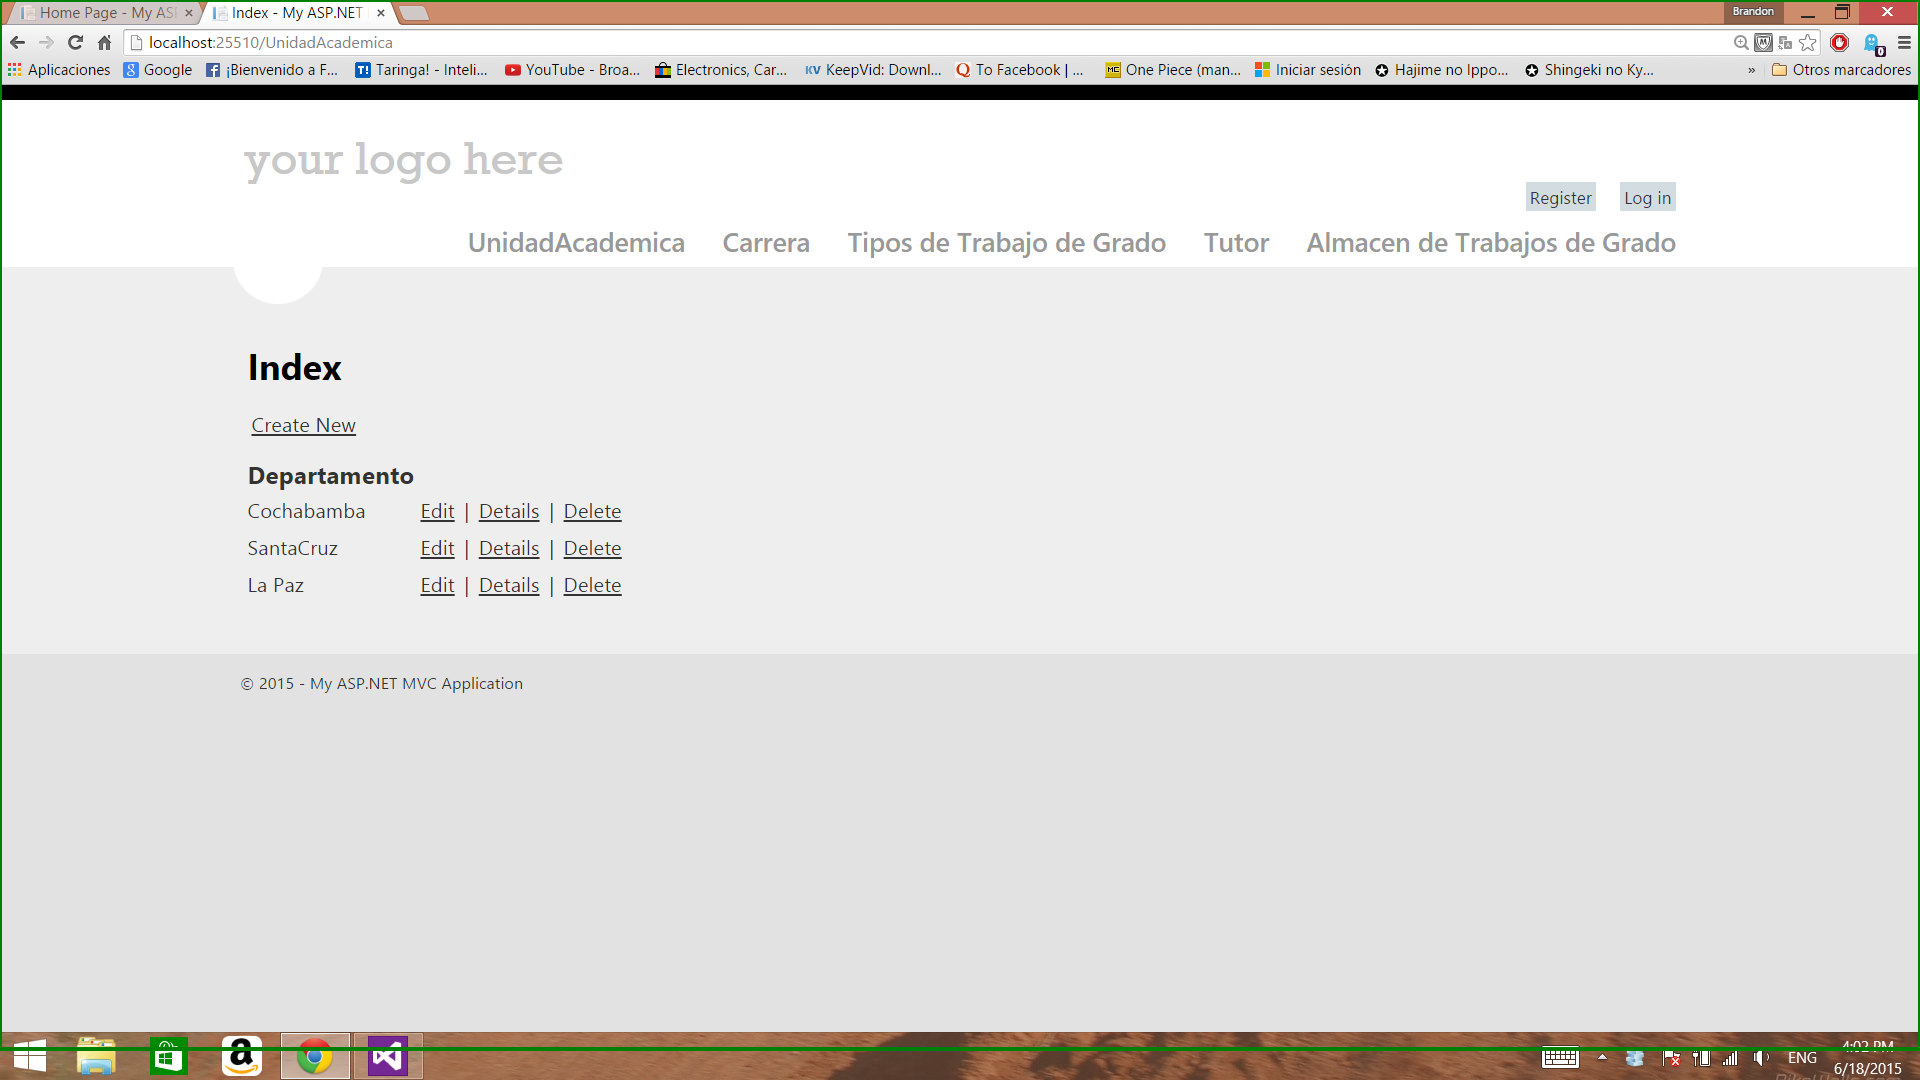 Home Page - My AS
Index - My ASP.NET
Brandon
localhost:25510/UnidadAcademica
Aplicaciones
Google
¡Bienvenido a F...
Taringa! - Inteli...
YouTube - Broa...
Electronics, Car...
KeepVid: Downl...
To Facebook | ...
One Piece (man...
Iniciar sesión
Hajime no Ippo...
Shingeki no Ky...
»
Otros marcadores
your logo here
Register
Log in
UnidadAcademica
Carrera
Tipos de Trabajo de Grado
Tutor
Almacen de Trabajos de Grado
Index
Create New
Departamento
Cochabamba Edit | Details | Delete
SantaCruz Edit | Details | Delete
La Paz Edit | Details | Delete
© 2015 - My ASP.NET MVC Application
ENG
4:02 PM
6/18/2015